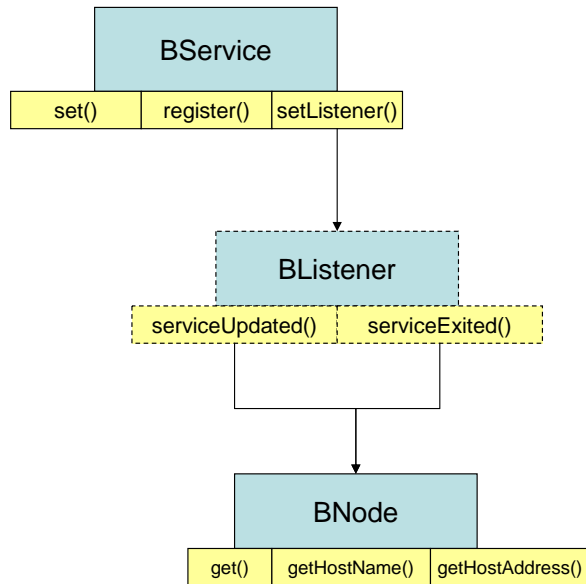 BService
set() register() setListener()
BListener
serviceUpdated() serviceExited()
BNode
get() getHostName() getHostAddress()